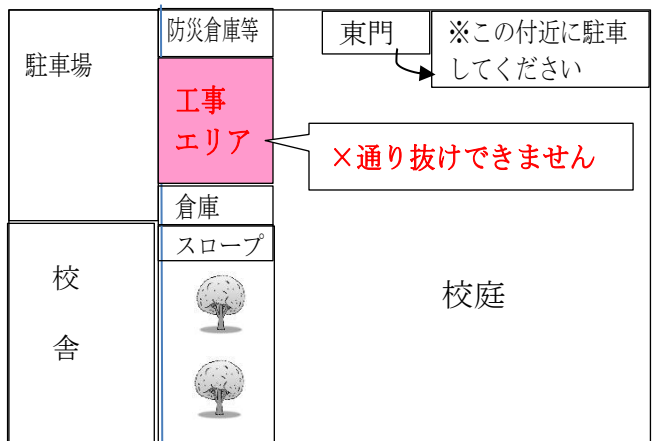 防災倉庫等
東門
※この付近に駐車
してください
駐車場
工事
エリア
×通り抜けできません
倉庫
スロープ
校
舎
校庭